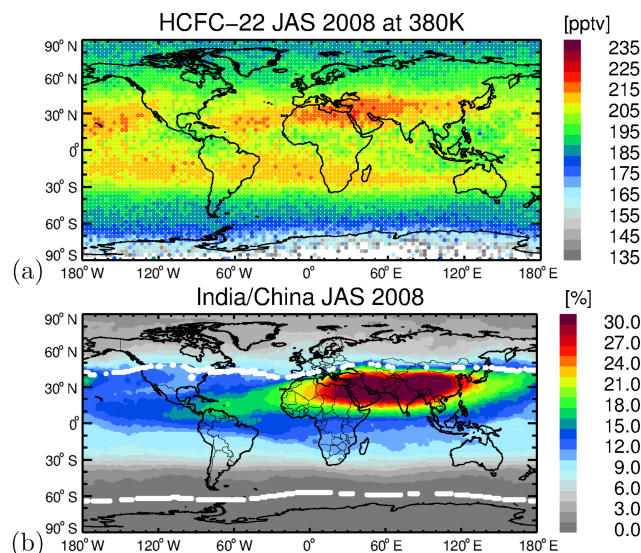 HCFC−22 JAS 2008 at 380K
[pptv]
90° N
60° N
30° N
0°
30° S
60° S
90° S
180° W
120° W
60° W
0°
60° E
120° E
180° E
235
225
215
205
195
185
175
165
155
145
135
(a)
India/China JAS 2008
[%]
90° N
60° N
30° N
0°
30° S
60° S
90° S
180° W
120° W
60° W
0°
60° E
120° E
180° E
30.0
27.0
24.0
21.0
18.0
15.0
12.0
9.0
6.0
3.0
0.0
(b)